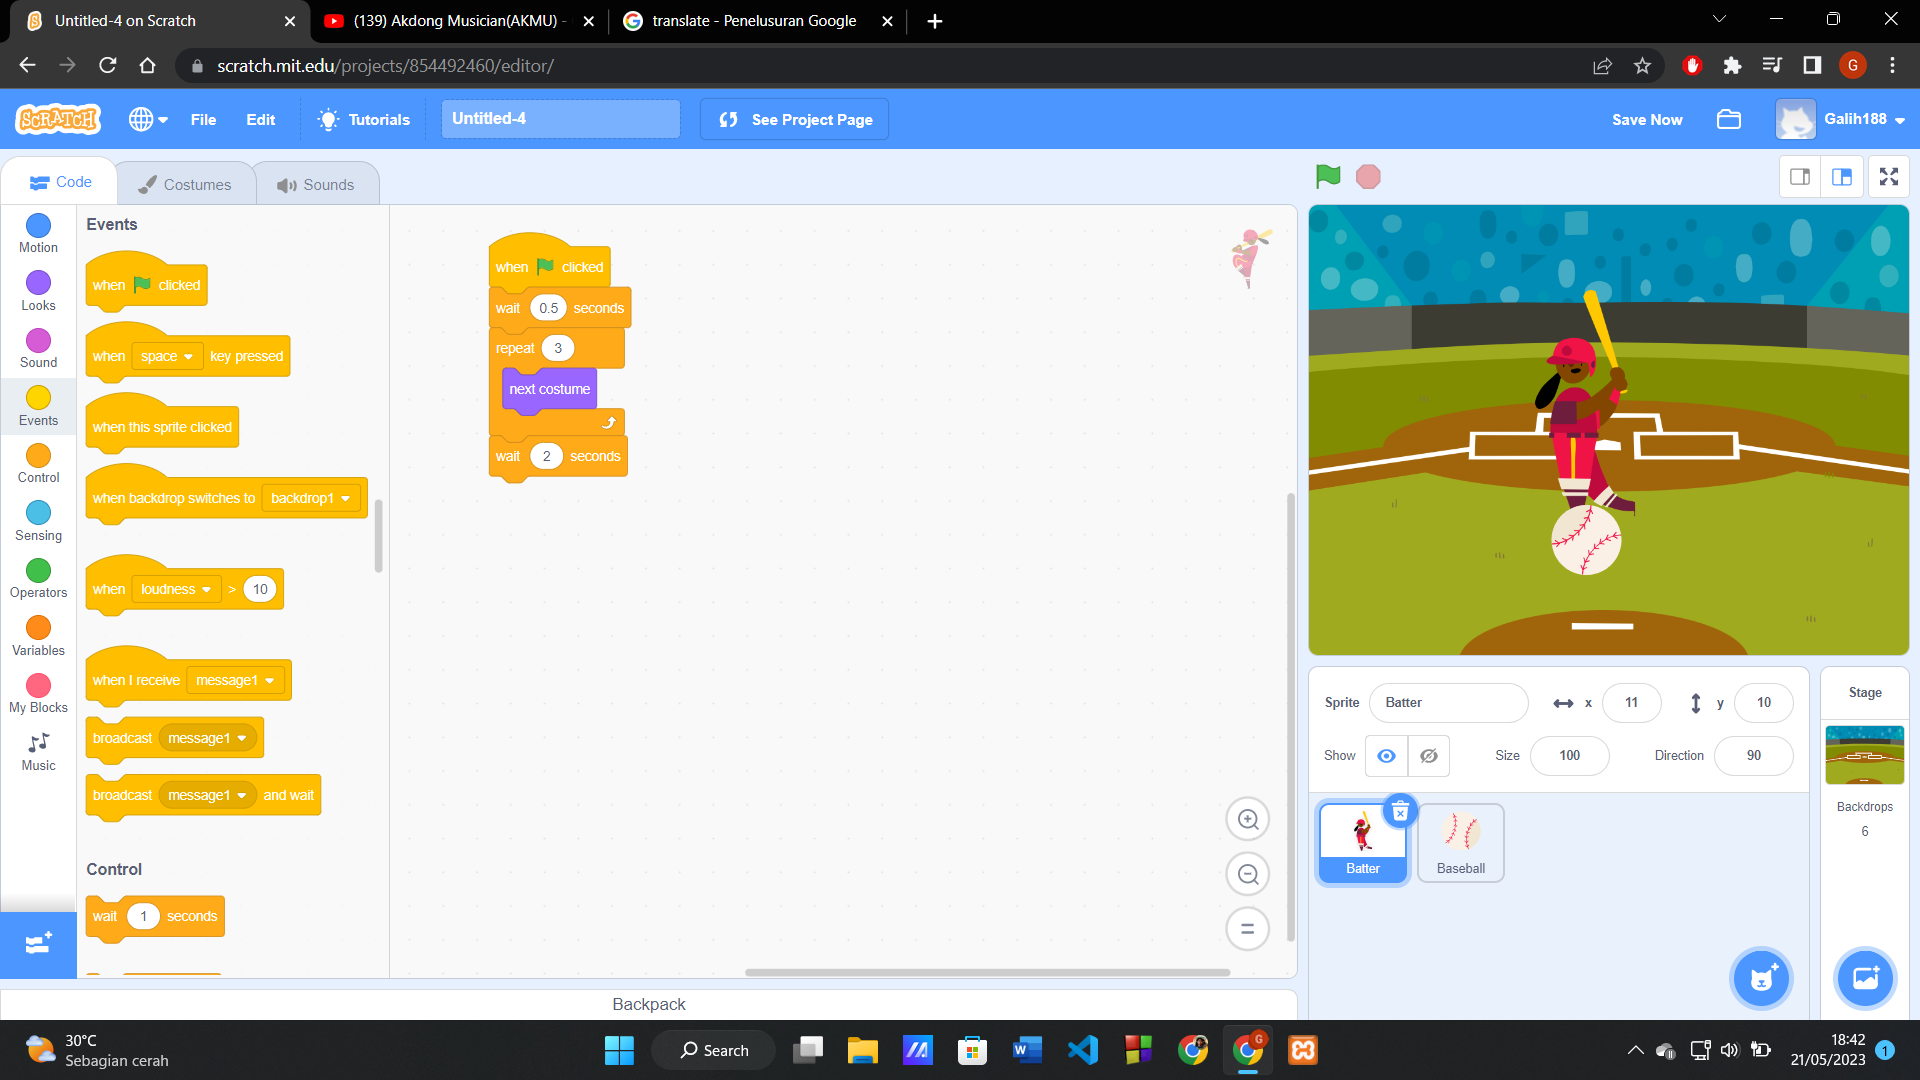 Untitled-4 on Scratch
(139) Akdong Musician(AKMU) -
translate - Penelusuran Google
scratch.mit.edu/projects/854492460/editor/
G
SCRATCH
File
Edit
Tutorials
Untitled-4
See Project Page
Save Now
Galih188
Code
Costumes
Sounds
Motion
Looks
Sound
Events
Control
Sensing
Operators
Variables
My Blocks
Music
Events
when clicked
when space key pressed
when this sprite clicked
when backdrop switches to backdrop1
when loudness > 10
when I receive message1
broadcast message1
broadcast message1 and wait
Control
wait 1 seconds
when clicked
wait 0.5 seconds
repeat 3
next costume
wait 2 seconds
Sprite Batter x 11 y 10
Show Size 100 Direction 90
Batter
Baseball
Stage
Backdrops
6
Backpack
30°C
Sebagian cerah
Search
18:42
21/05/2023
1